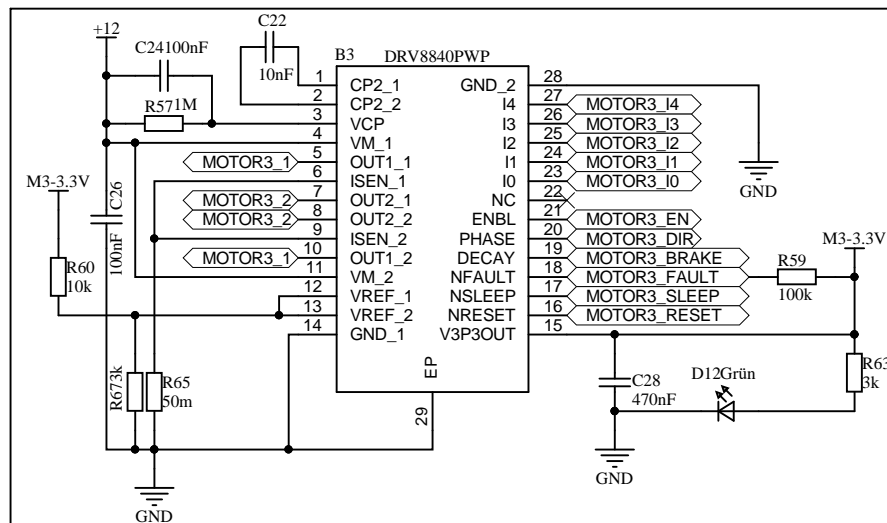 +12
C24100nF
C22
10nF
B3
DRV8840PWP
R571M
1
CP2_1
2
CP2_2
3
VCP
4
VM_1
MOTOR3_1
5
OUT1_1
6
ISEN_1
MOTOR3_2
7
OUT2_1
MOTOR3_2
8
OUT2_2
9
ISEN_2
MOTOR3_1
10
OUT1_2
11
VM_2
12
VREF_1
13
VREF_2
14
GND_1
EP
29
GND_2
28
I4
27
MOTOR3_I4
I3
26
MOTOR3_I3
I2
25
MOTOR3_I2
I1
24
MOTOR3_I1
I0
23
MOTOR3_I0
NC
22
ENBL
21
MOTOR3_EN
PHASE
20
MOTOR3_DIR
DECAY
19
MOTOR3_BRAKE
NFAULT
18
MOTOR3_FAULT
NSLEEP
17
MOTOR3_SLEEP
NRESET
16
MOTOR3_RESET
V3P3OUT
15
GND
M3-3.3V
C26
100nF
R60
10k
R673k
R65
50m
GND
M3-3.3V
R59
100k
C28
470nF
D12Grün
R63
3k
GND